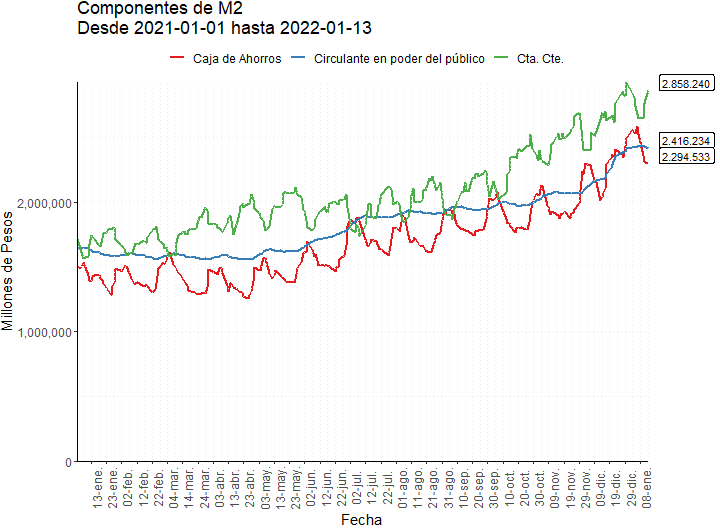 Componentes de M2
Desde 2021-01-01 hasta 2022-01-13
Caja de Ahorros Circulante en poder del público Cta. Cte.
2.858.240
2.416.234
2.294.533
Millones de Pesos
2,000,000
1,000,000
0
13-ene.
23-ene.
02-feb.
12-feb.
22-feb.
04-mar.
14-mar.
24-mar.
03-abr.
13-abr.
23-abr.
03-may.
13-may.
23-may.
02-jun.
12-jun.
22-jun.
02-jul.
12-jul.
22-jul.
01-ago.
11-ago.
21-ago.
31-ago.
10-sep.
20-sep.
30-sep.
10-oct.
20-oct.
30-oct.
09-nov.
19-nov.
29-nov.
09-dic.
19-dic.
29-dic.
08-ene.
Fecha